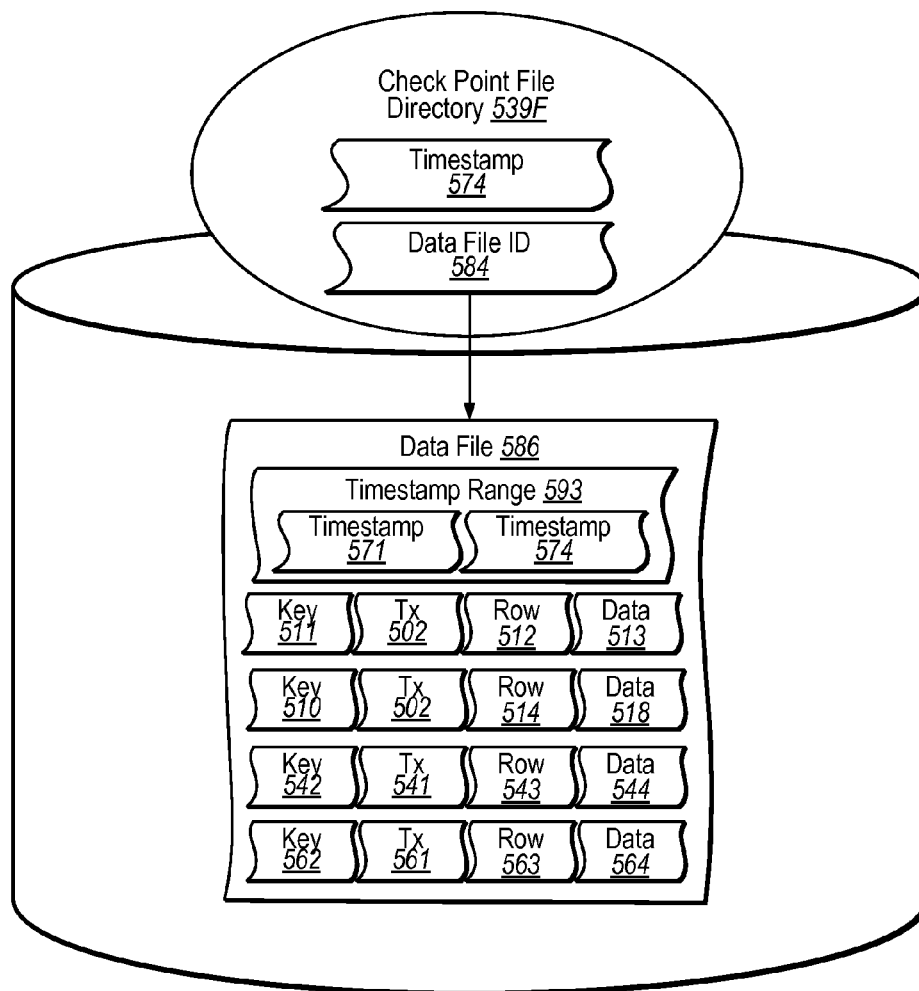 Check Point File
Directory 539F
Timestamp
574
Data File ID
584
Data File 586
Timestamp Range 593
Timestamp Timestamp
571 574
Key Tx Row Data
511 502 512 513
Key Tx Row Data
510 502 514 518
Key Tx Row Data
542 541 543 544
Key Tx Row Data
562 561 563 564